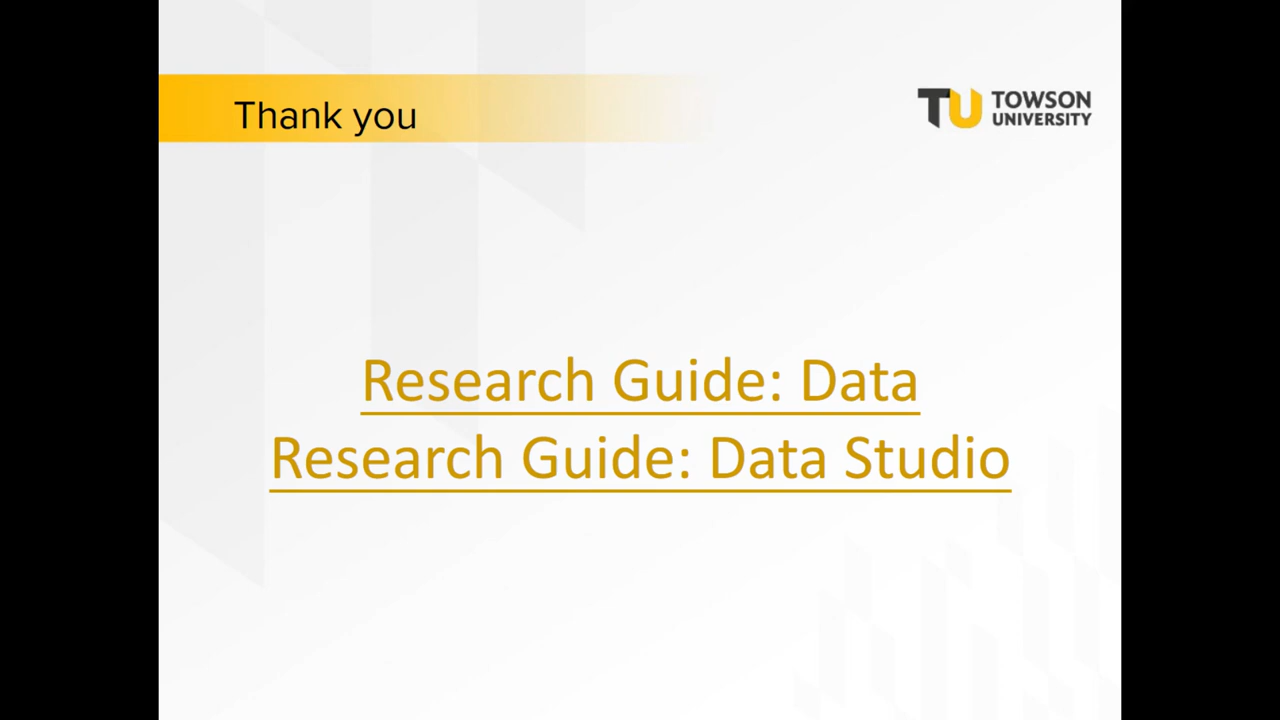 Thank you
TU TOWSON
UNIVERSITY
Research Guide: Data
Research Guide: Data Studio